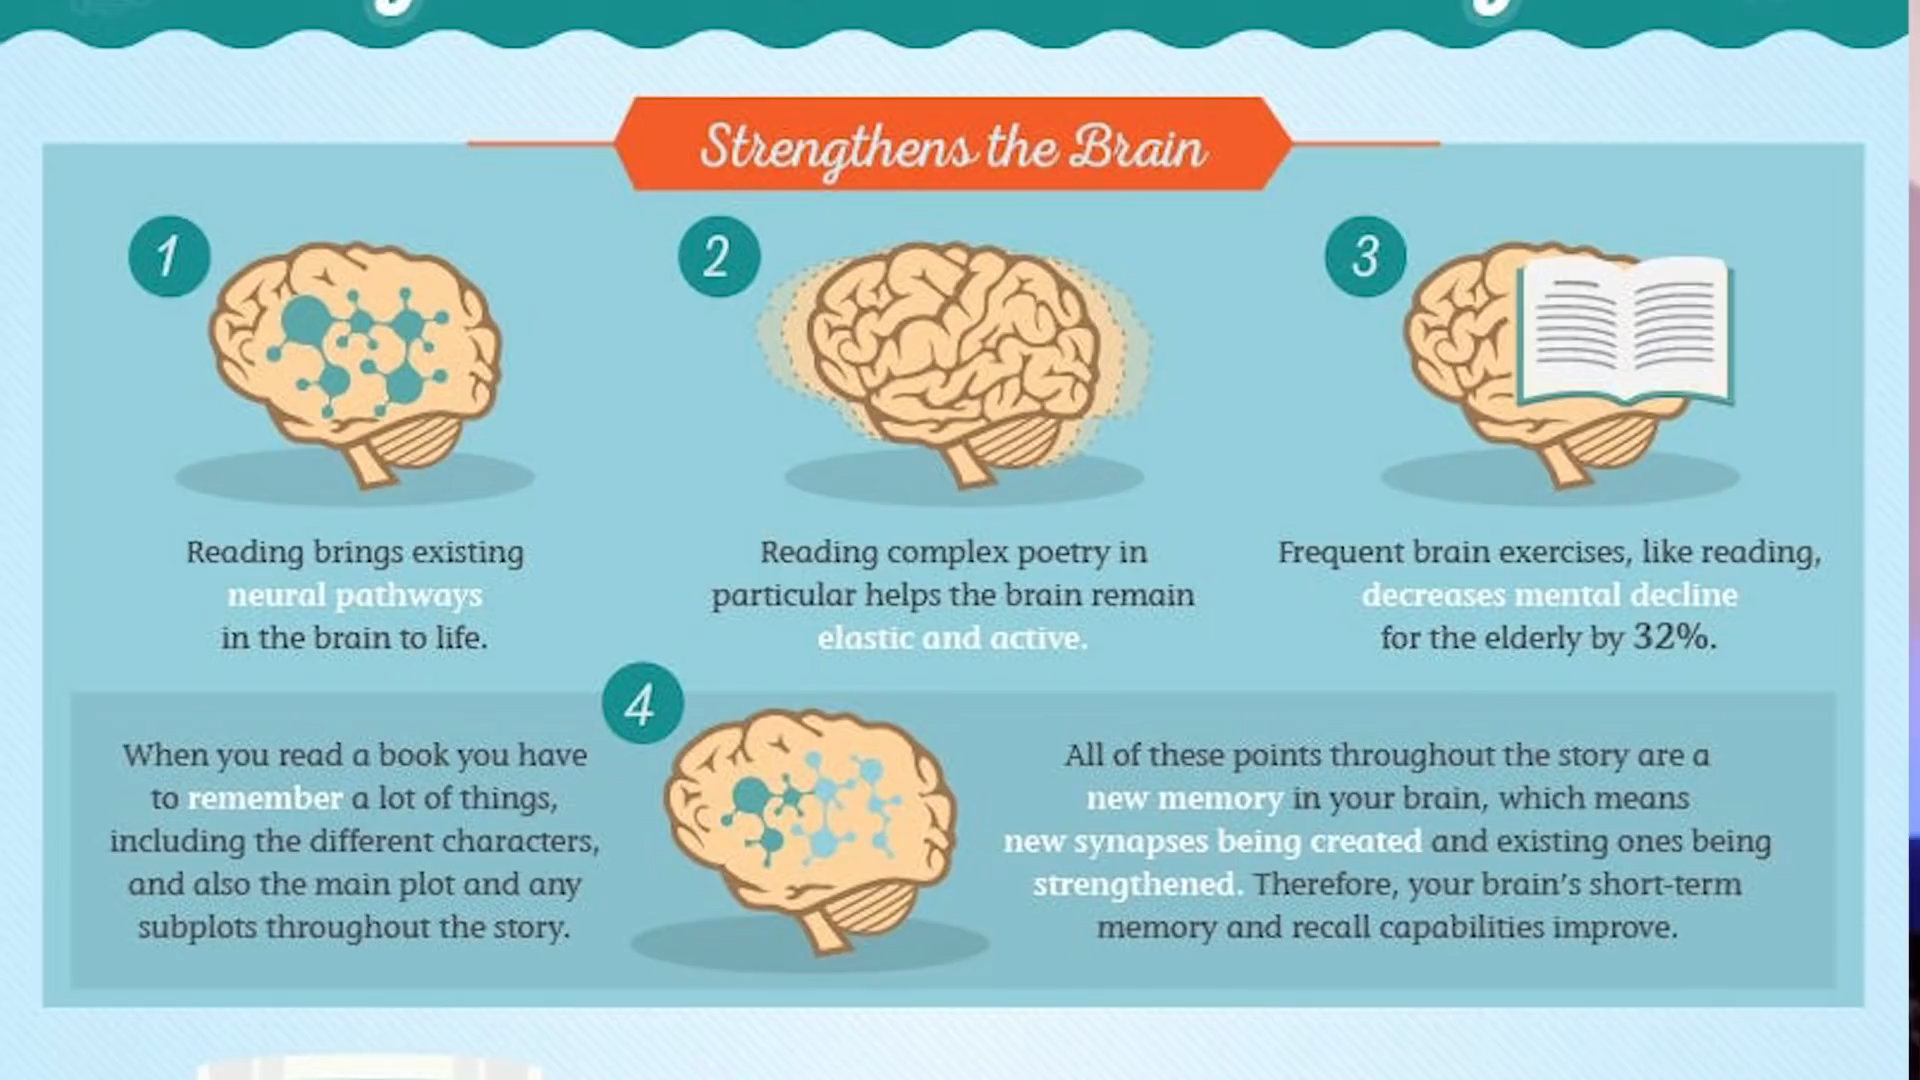 Strengthens the Brain
1
Reading brings existing
neural pathways
in the brain to life.
2
Reading complex poetry in
particular helps the brain remain
elastic and active.
3
Frequent brain exercises, like reading,
decreases mental decline
for the elderly by 32%.
4
When you read a book you have
to remember a lot of things,
including the different characters,
and also the main plot and any
subplots throughout the story.
All of these points throughout the story are a
new memory in your brain, which means
new synapses being created and existing ones being
strengthened. Therefore, your brain's short-term
memory and recall capabilities improve.